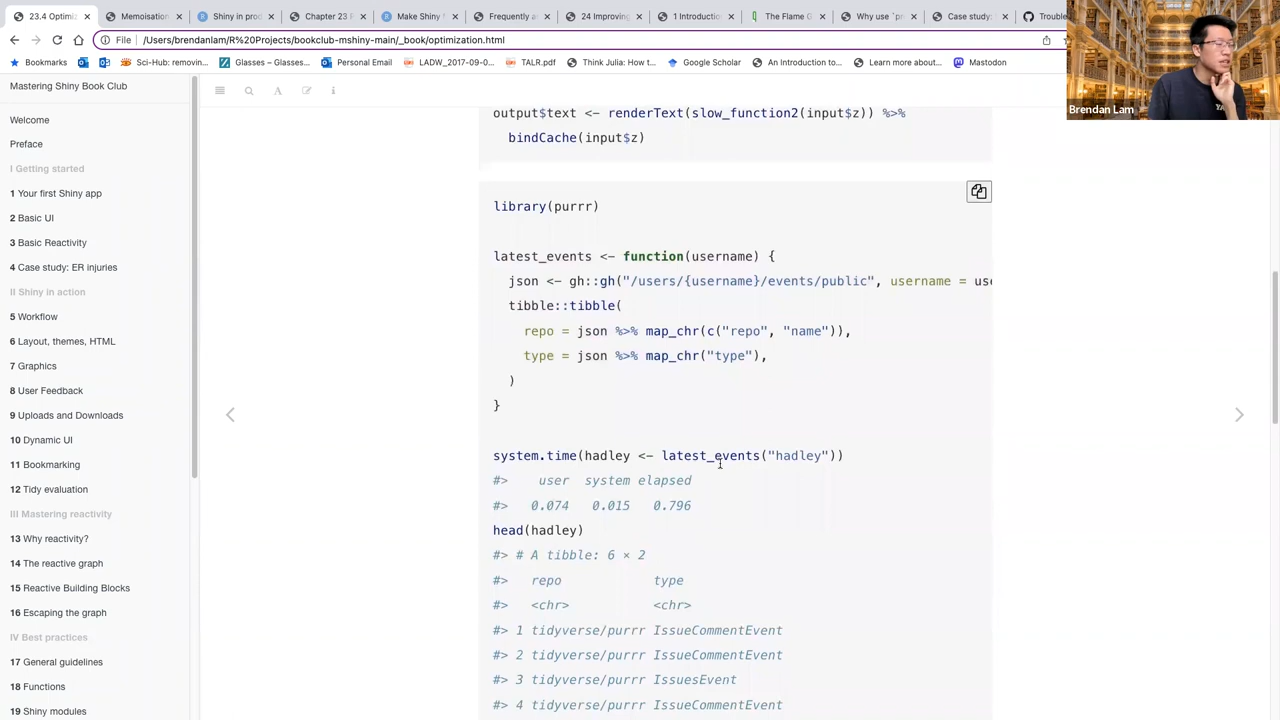 23.4 Optimiz
Memoisation
Shiny in prod
Chapter 23 P
Make Shiny f
Frequently a
24 Improving
1 Introduction
The Flame G
Why use `pr
Case study:
Trouble
File /Users/brendanlam/R%20Projects/bookclub-mshiny-main/_book/optimization.html
Bookmarks
Sci-Hub: removin...
Glasses – Glasses...
Personal Email
LADW_2017-09-0...
TALR.pdf
Think Julia: How t...
Google Scholar
An Introduction to...
Learn more about...
Mastodon
Brendan Lam
Mastering Shiny Book Club
Welcome
Preface
I Getting started
1 Your first Shiny app
2 Basic UI
3 Basic Reactivity
4 Case study: ER injuries
II Shiny in action
5 Workflow
6 Layout, themes, HTML
7 Graphics
8 User Feedback
9 Uploads and Downloads
10 Dynamic UI
11 Bookmarking
12 Tidy evaluation
III Mastering reactivity
13 Why reactivity?
14 The reactive graph
15 Reactive Building Blocks
16 Escaping the graph
IV Best practices
17 General guidelines
18 Functions
19 Shiny modules
output$text <- renderText(slow_function2(input$z)) %>%
bindCache(input$z)
library(purrr)
latest_events <- function(username) {
json <- gh::gh("/users/{username}/events/public", username = use
tibble::tibble(
repo = json %>% map_chr(c("repo", "name")),
type = json %>% map_chr("type"),
)
}
system.time(hadley <- latest_events("hadley"))
#> user system elapsed
#> 0.074 0.015 0.796
head(hadley)
#> # A tibble: 6 × 2
#> repo type
#> <chr> <chr>
#> 1 tidyverse/purrr IssueCommentEvent
#> 2 tidyverse/purrr IssueCommentEvent
#> 3 tidyverse/purrr IssuesEvent
#> 4 tidyverse/purrr IssueCommentEvent